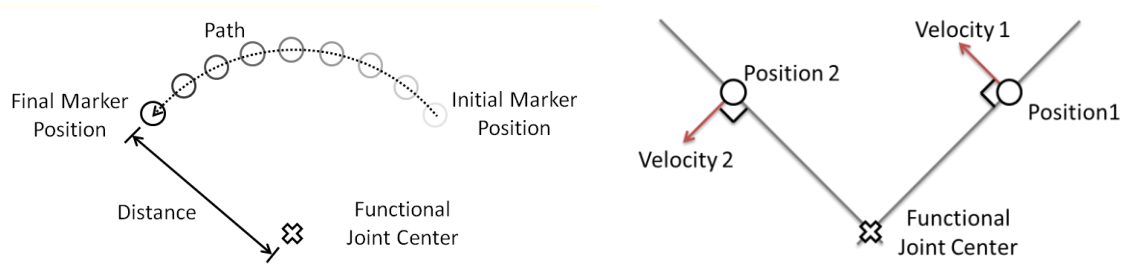 Path
Final Marker
Position
Initial Marker
Position
Distance
Functional
Joint Center
Velocity 1
Position 2
Position1
Velocity 2
Functional
Joint Center